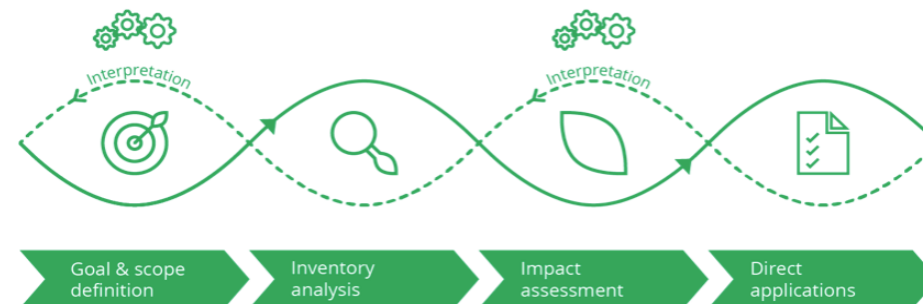 Interpretation
Interpretation
Goal & scope
definition
Inventory
analysis
Impact
assessment
Direct
applications